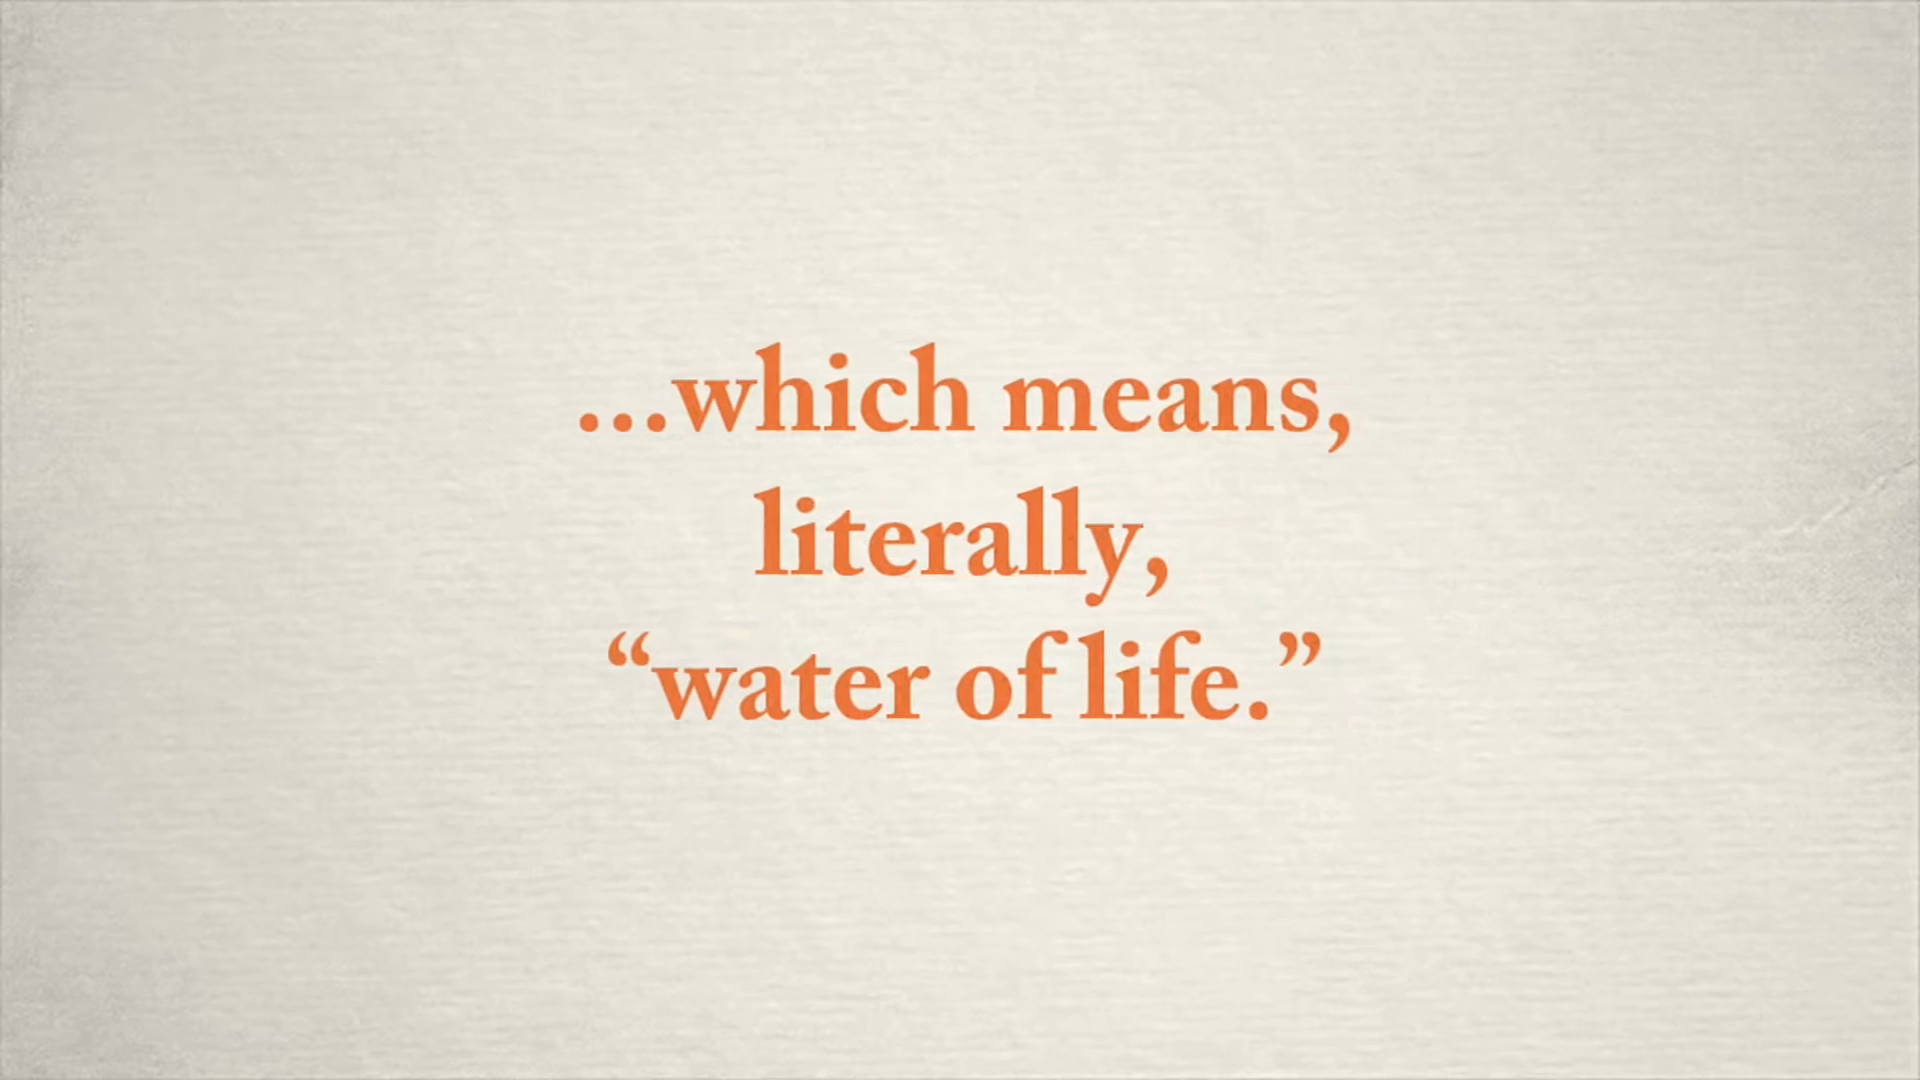 …which means,
literally,
“water of life.”